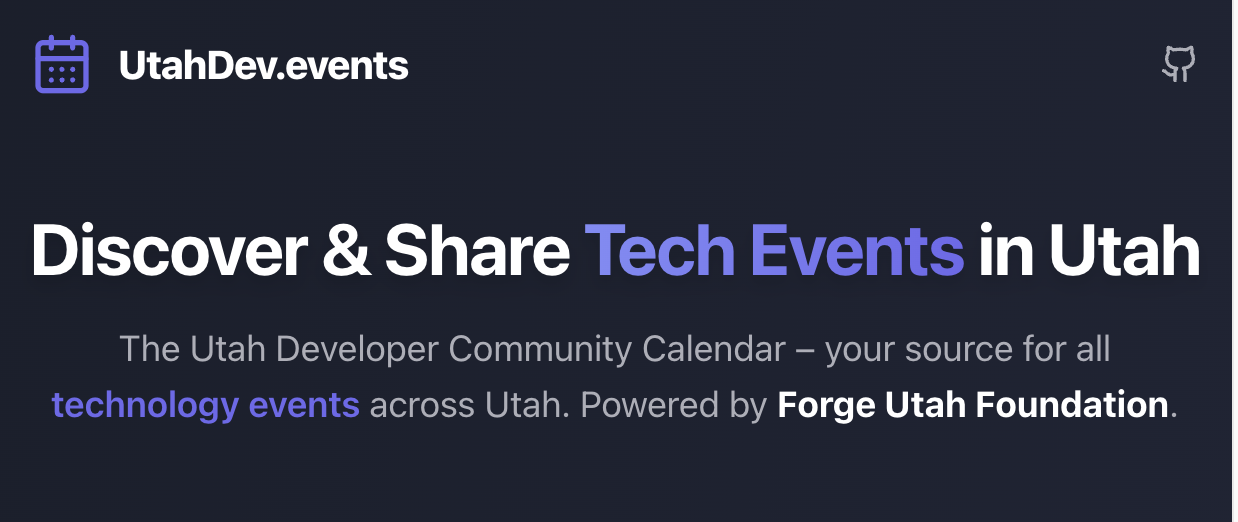 UtahDev.events
Discover & Share Tech Events in Utah
The Utah Developer Community Calendar – your source for all
technology events across Utah. Powered by Forge Utah Foundation.